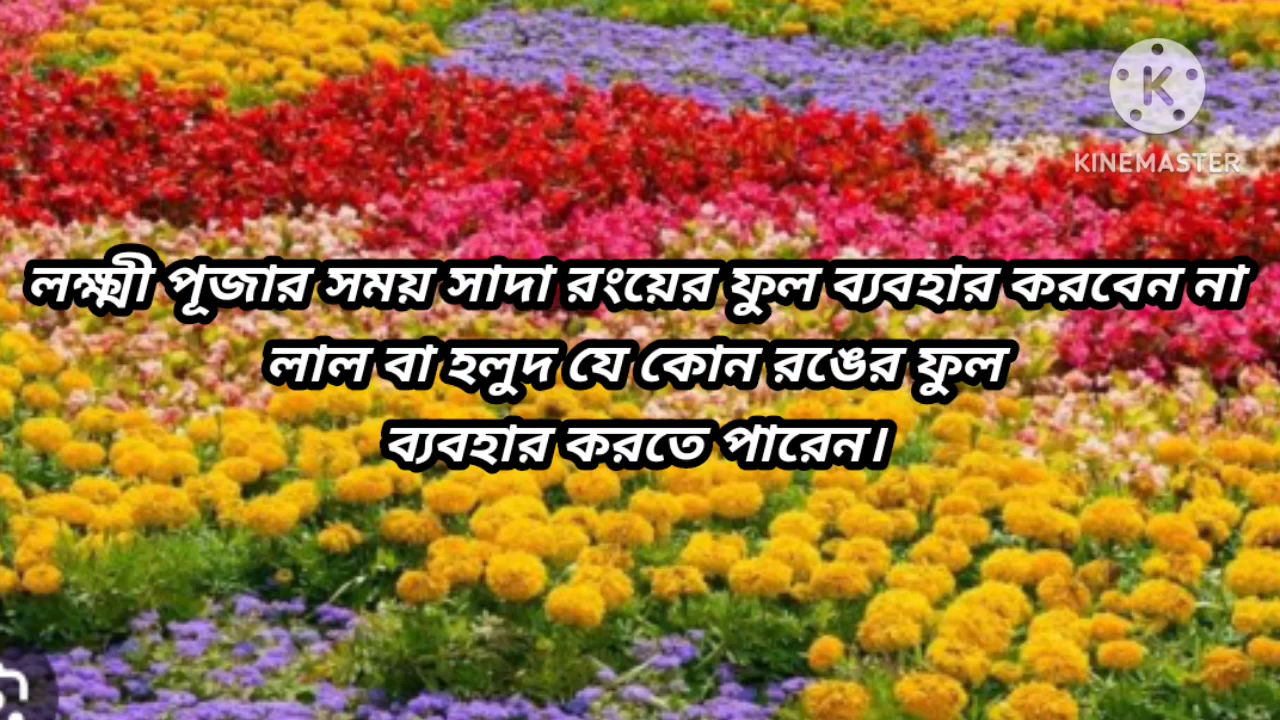 K
KINEMASTER
লক্ষ্মী পূজার সময় সাদা রংয়ের ফুল ব্যবহার করবেন না
লাল বা হলুদ যে কোন রঙের ফুল
ব্যবহার করতে পারেন।